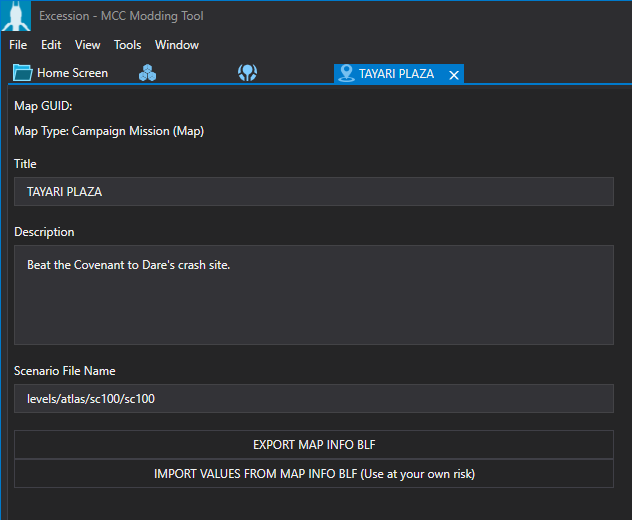 Excession - MCC Modding Tool
File Edit View Tools Window
Home Screen TAYARI PLAZA
Map GUID:
Map Type: Campaign Mission (Map)
Title
TAYARI PLAZA
Description
Beat the Covenant to Dare's crash site.
Scenario File Name
levels/atlas/sc100/sc100
EXPORT MAP INFO BLF
IMPORT VALUES FROM MAP INFO BLF (Use at your own risk)